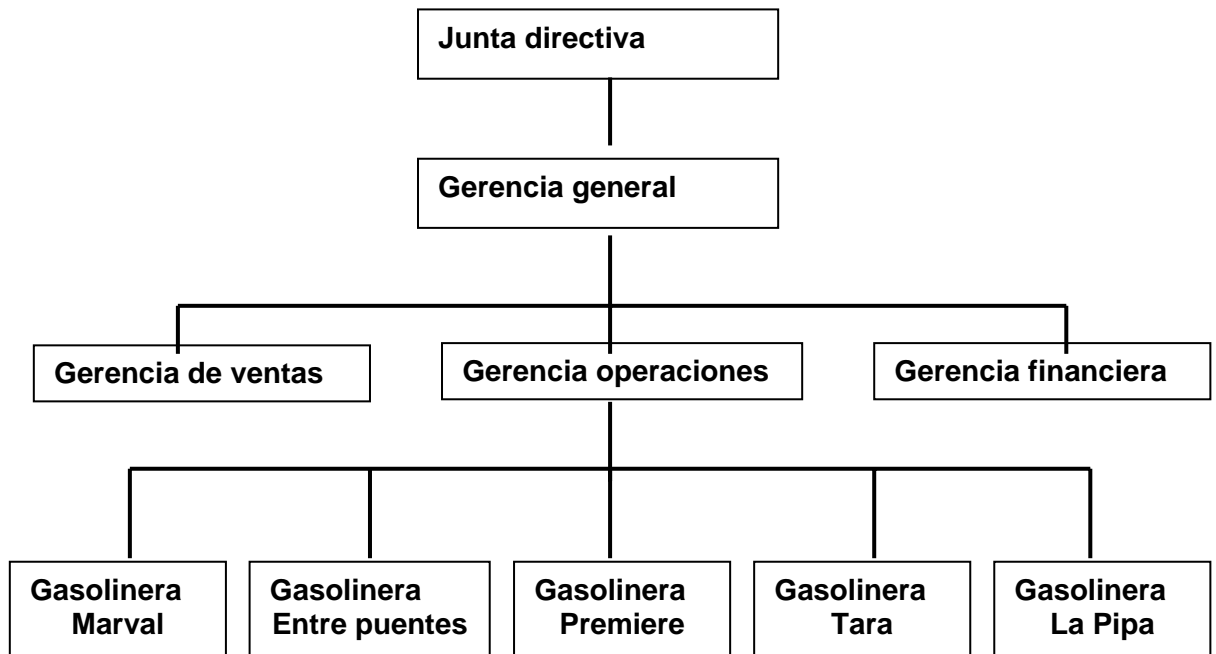 Junta directiva
Gerencia general
Gerencia de ventas
Gerencia operaciones
Gerencia financiera
Gasolinera
Marval
Gasolinera
Entre puentes
Gasolinera
Premiere
Gasolinera
Tara
Gasolinera
La Pipa